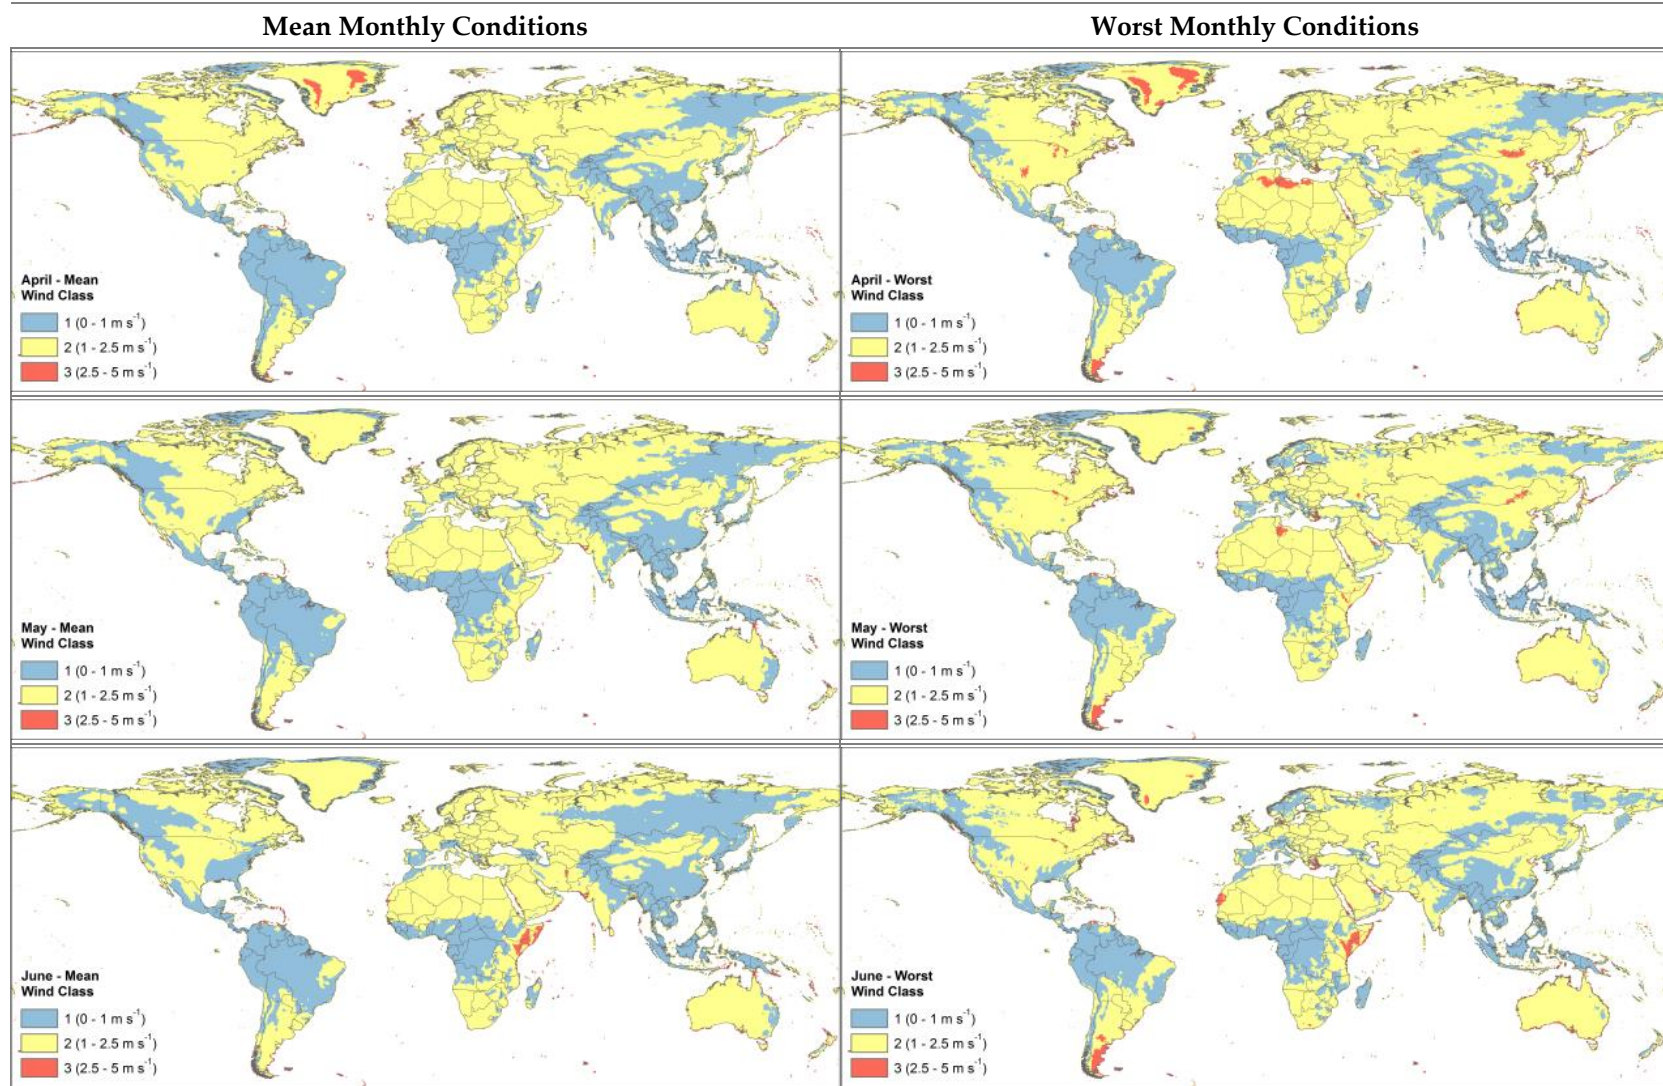 Mean Monthly Conditions
Worst Monthly Conditions
April - Mean
Wind Class
1 (0 - 1 m s⁻¹)
2 (1 - 2.5 m s⁻¹)
3 (2.5 - 5 m s⁻¹)
April - Worst
Wind Class
1 (0 - 1 m s⁻¹)
2 (1 - 2.5 m s⁻¹)
3 (2.5 - 5 m s⁻¹)
May - Mean
Wind Class
1 (0 - 1 m s⁻¹)
2 (1 - 2.5 m s⁻¹)
3 (2.5 - 5 m s⁻¹)
May - Worst
Wind Class
1 (0 - 1 m s⁻¹)
2 (1 - 2.5 m s⁻¹)
3 (2.5 - 5 m s⁻¹)
June - Mean
Wind Class
1 (0 - 1 m s⁻¹)
2 (1 - 2.5 m s⁻¹)
3 (2.5 - 5 m s⁻¹)
June - Worst
Wind Class
1 (0 - 1 m s⁻¹)
2 (1 - 2.5 m s⁻¹)
3 (2.5 - 5 m s⁻¹)